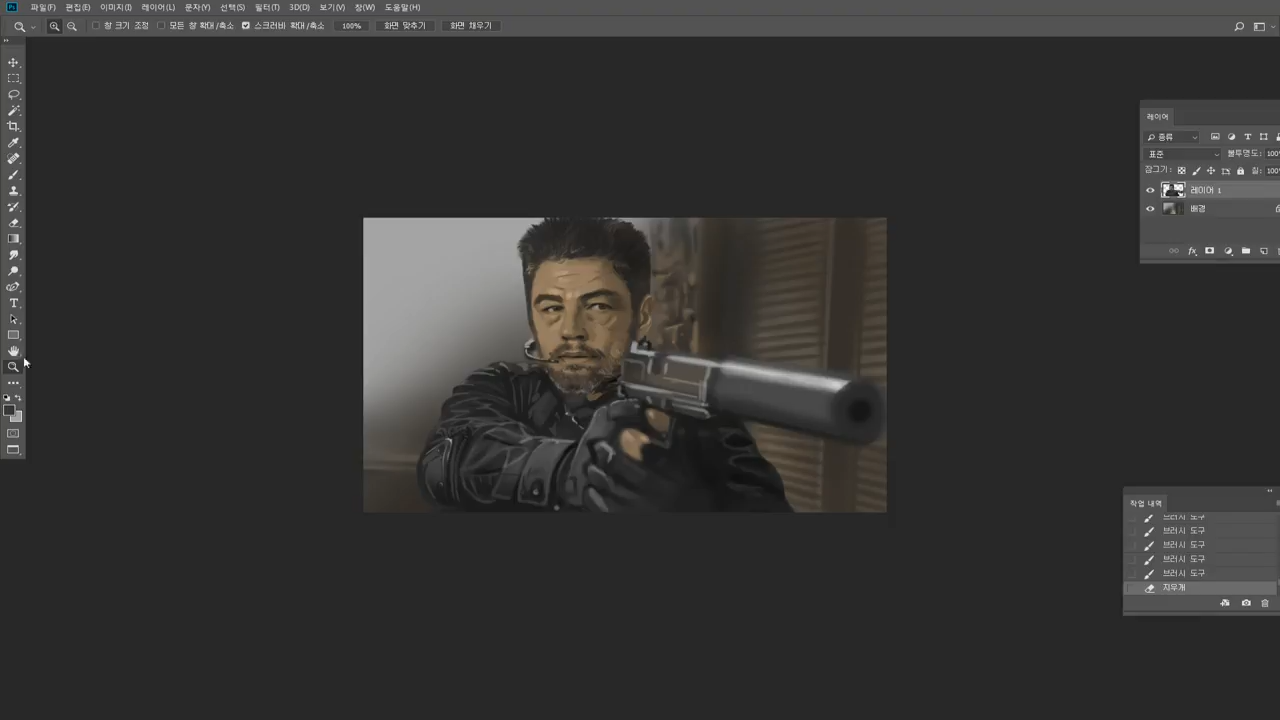 Ps 파일(F) 편집(E) 이미지(I) 레이어(L) 문자(Y) 선택(S) 필터(T) 3D(D) 보기(V) 창(W) 도움말(H)
창 크기 조정 모든 창 확대/축소 스크러비 확대/축소 100% 화면 맞추기 화면 채우기
레이어
종류
표준 불투명도: 100%
잠그기: 칠: 100
레이어 1
배경
작업 내역
브러시 도구
브러시 도구
브러시 도구
브러시 도구
브러시 도구
지우개